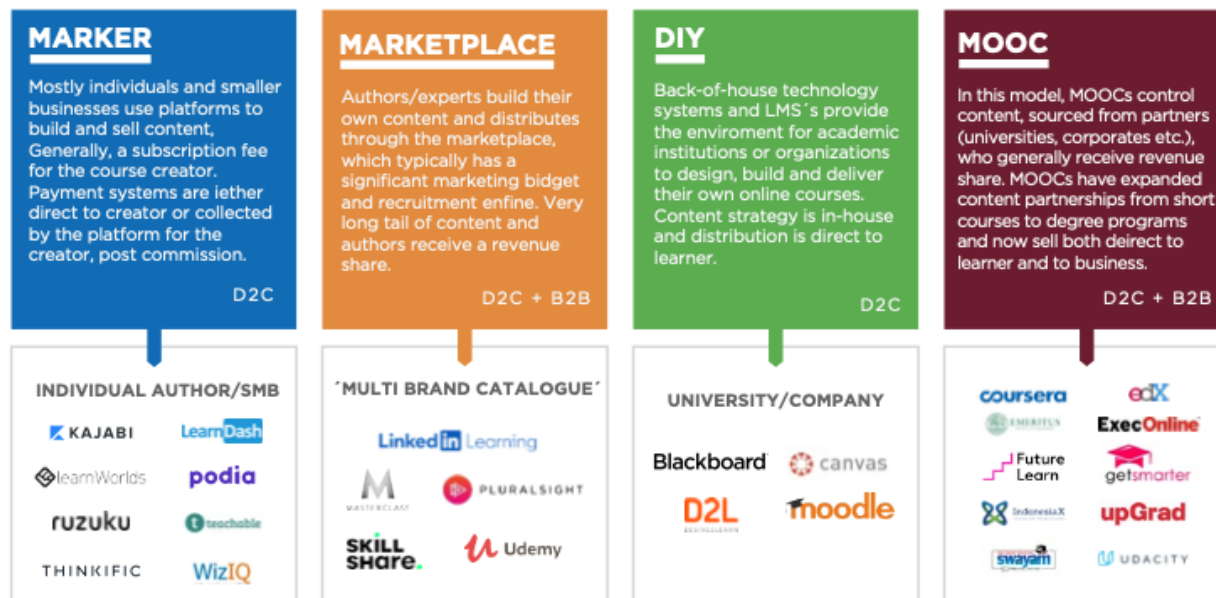 MARKER
Mostly individuals and smaller
businesses use platforms to
build and sell content,
Generally, a subscription fee
for the course creator.
Payment systems are iether
direct to creator or collected
by the platform for the
creator, post commission.
D2C
MARKETPLACE
Authors/experts build their
own content and distributes
through the marketplace,
which typically has a
significant marketing bidget
and recruitment enfine. Very
long tail of content and
authors receive a revenue
share.
D2C + B2B
DIY
Back-of-house technology
systems and LMS´s provide
the enviroment for academic
institutions or organizations
to design, build and deliver
their own online courses.
Content strategy is in-house
and distribution is direct to
learner.
D2C
MOOC
In this model, MOOCs control
content, sourced from partners
(universities, corporates etc.),
who generally receive revenue
share. MOOCs have expanded
content partnerships from short
courses to degree programs
and now sell both deirect to
learner and to business.
D2C + B2B
INDIVIDUAL AUTHOR/SMB
KAJABI
LearnDash
learnWorlds
podia
ruzuku
teachable
THINKIFIC
WizIQ
´MULTI BRAND CATALOGUE´
Linked in Learning
M
MASTERCLASS
PLURALSIGHT
SKILL
SHARE.
Udemy
UNIVERSITY/COMPANY
Blackboard
canvas
D2L
DESIRE2LEARN
moodle
coursera
edX
EMERITUS
ExecOnline
Future
Learn
getsmarter
IndonesiaX
upGrad
swayam
UDACITY